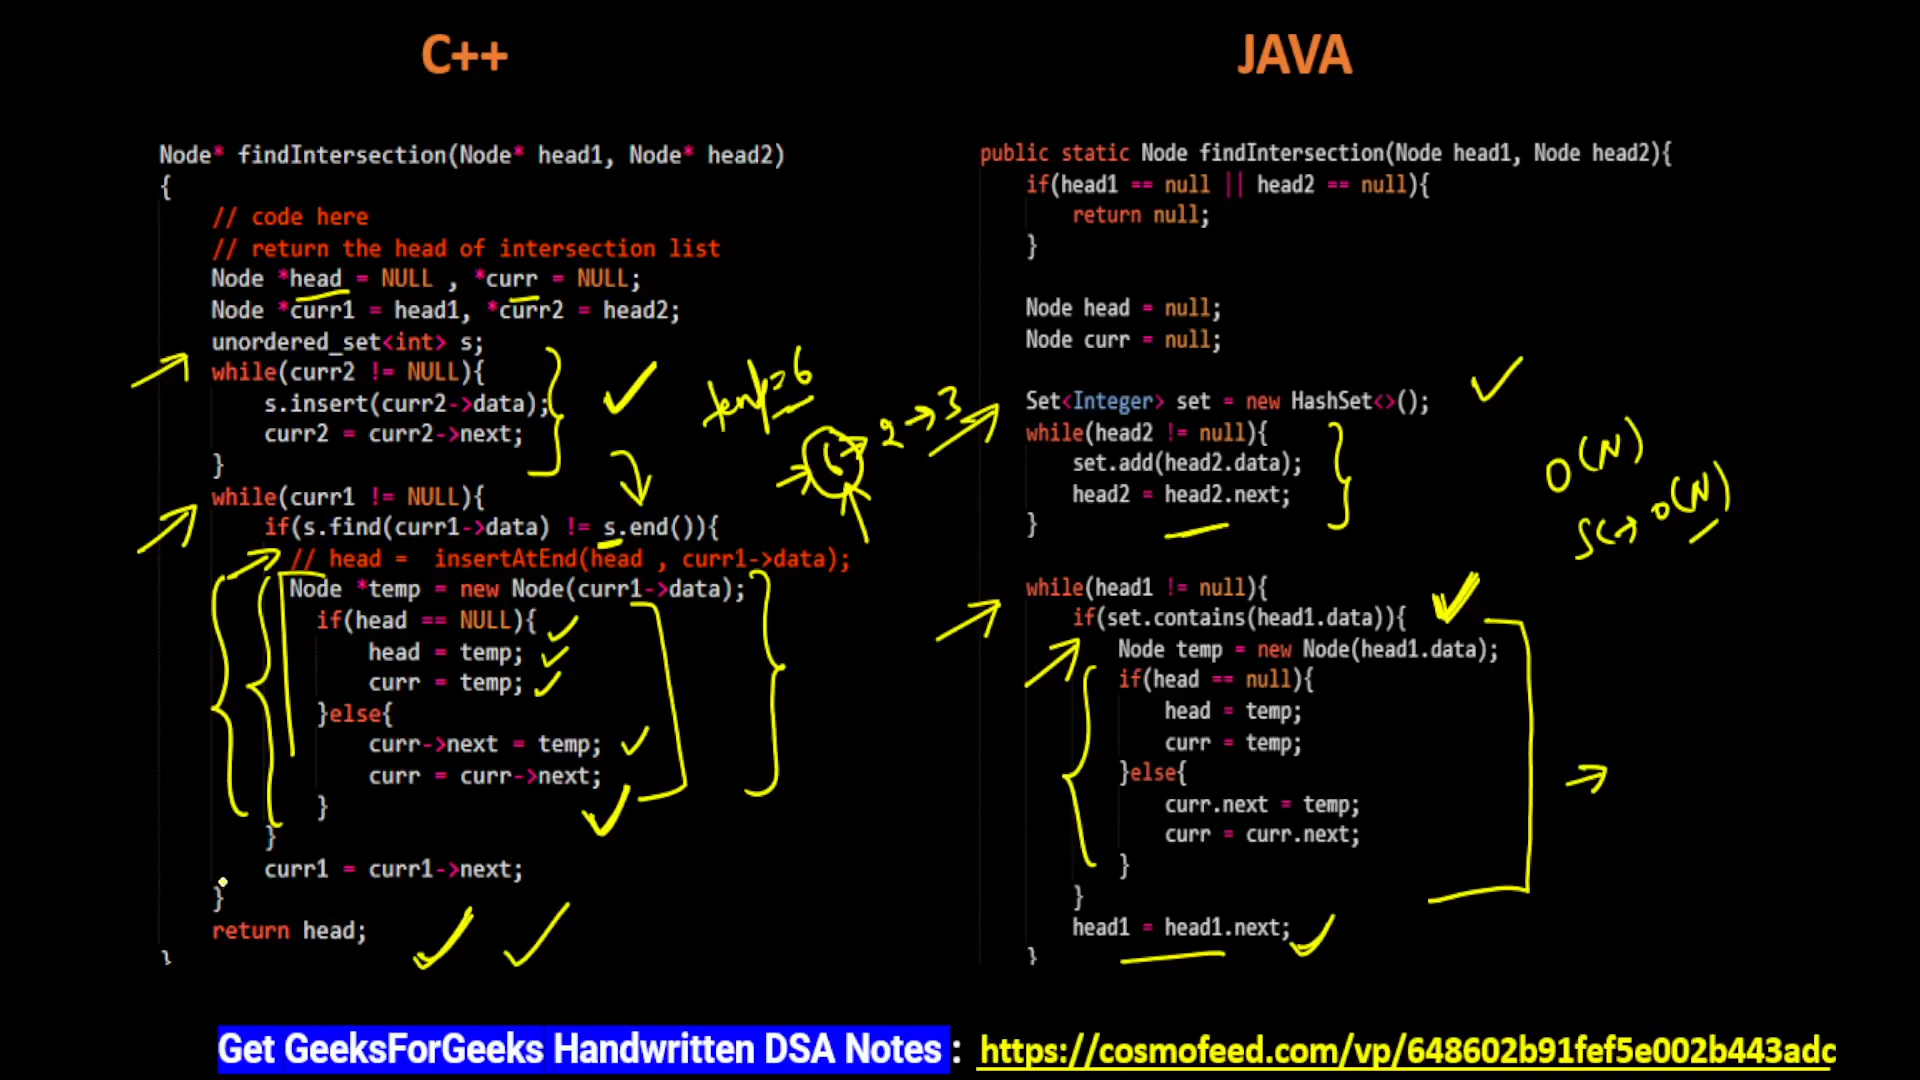 C++
Node* findIntersection(Node* head1, Node* head2)
{
// code here
// return the head of intersection list
Node *head = NULL , *curr = NULL;
Node *curr1 = head1, *curr2 = head2;
unordered_set<int> s;
while(curr2 != NULL){
s.insert(curr2->data);
curr2 = curr2->next;
}
while(curr1 != NULL){
if(s.find(curr1->data) != s.end()){
// head =  insertAtEnd(head , curr1->data);
Node *temp = new Node(curr1->data);
if(head == NULL){
head = temp;
curr = temp;
}else{
curr->next = temp;
curr = curr->next;
}
}
curr1 = curr1->next;
}
return head;
}
temp=6
2→3
JAVA
public static Node findIntersection(Node head1, Node head2){
if(head1 == null || head2 == null){
return null;
}
Node head = null;
Node curr = null;
Set<Integer> set = new HashSet<>();
while(head2 != null){
set.add(head2.data);
head2 = head2.next;
}
while(head1 != null){
if(set.contains(head1.data)){
Node temp = new Node(head1.data);
if(head == null){
head = temp;
curr = temp;
}else{
curr.next = temp;
curr = curr.next;
}
}
head1 = head1.next;
}
O(N)
SC→O(N)
Get GeeksForGeeks Handwritten DSA Notes : https://cosmofeed.com/vp/648602b91fef5e002b443adc